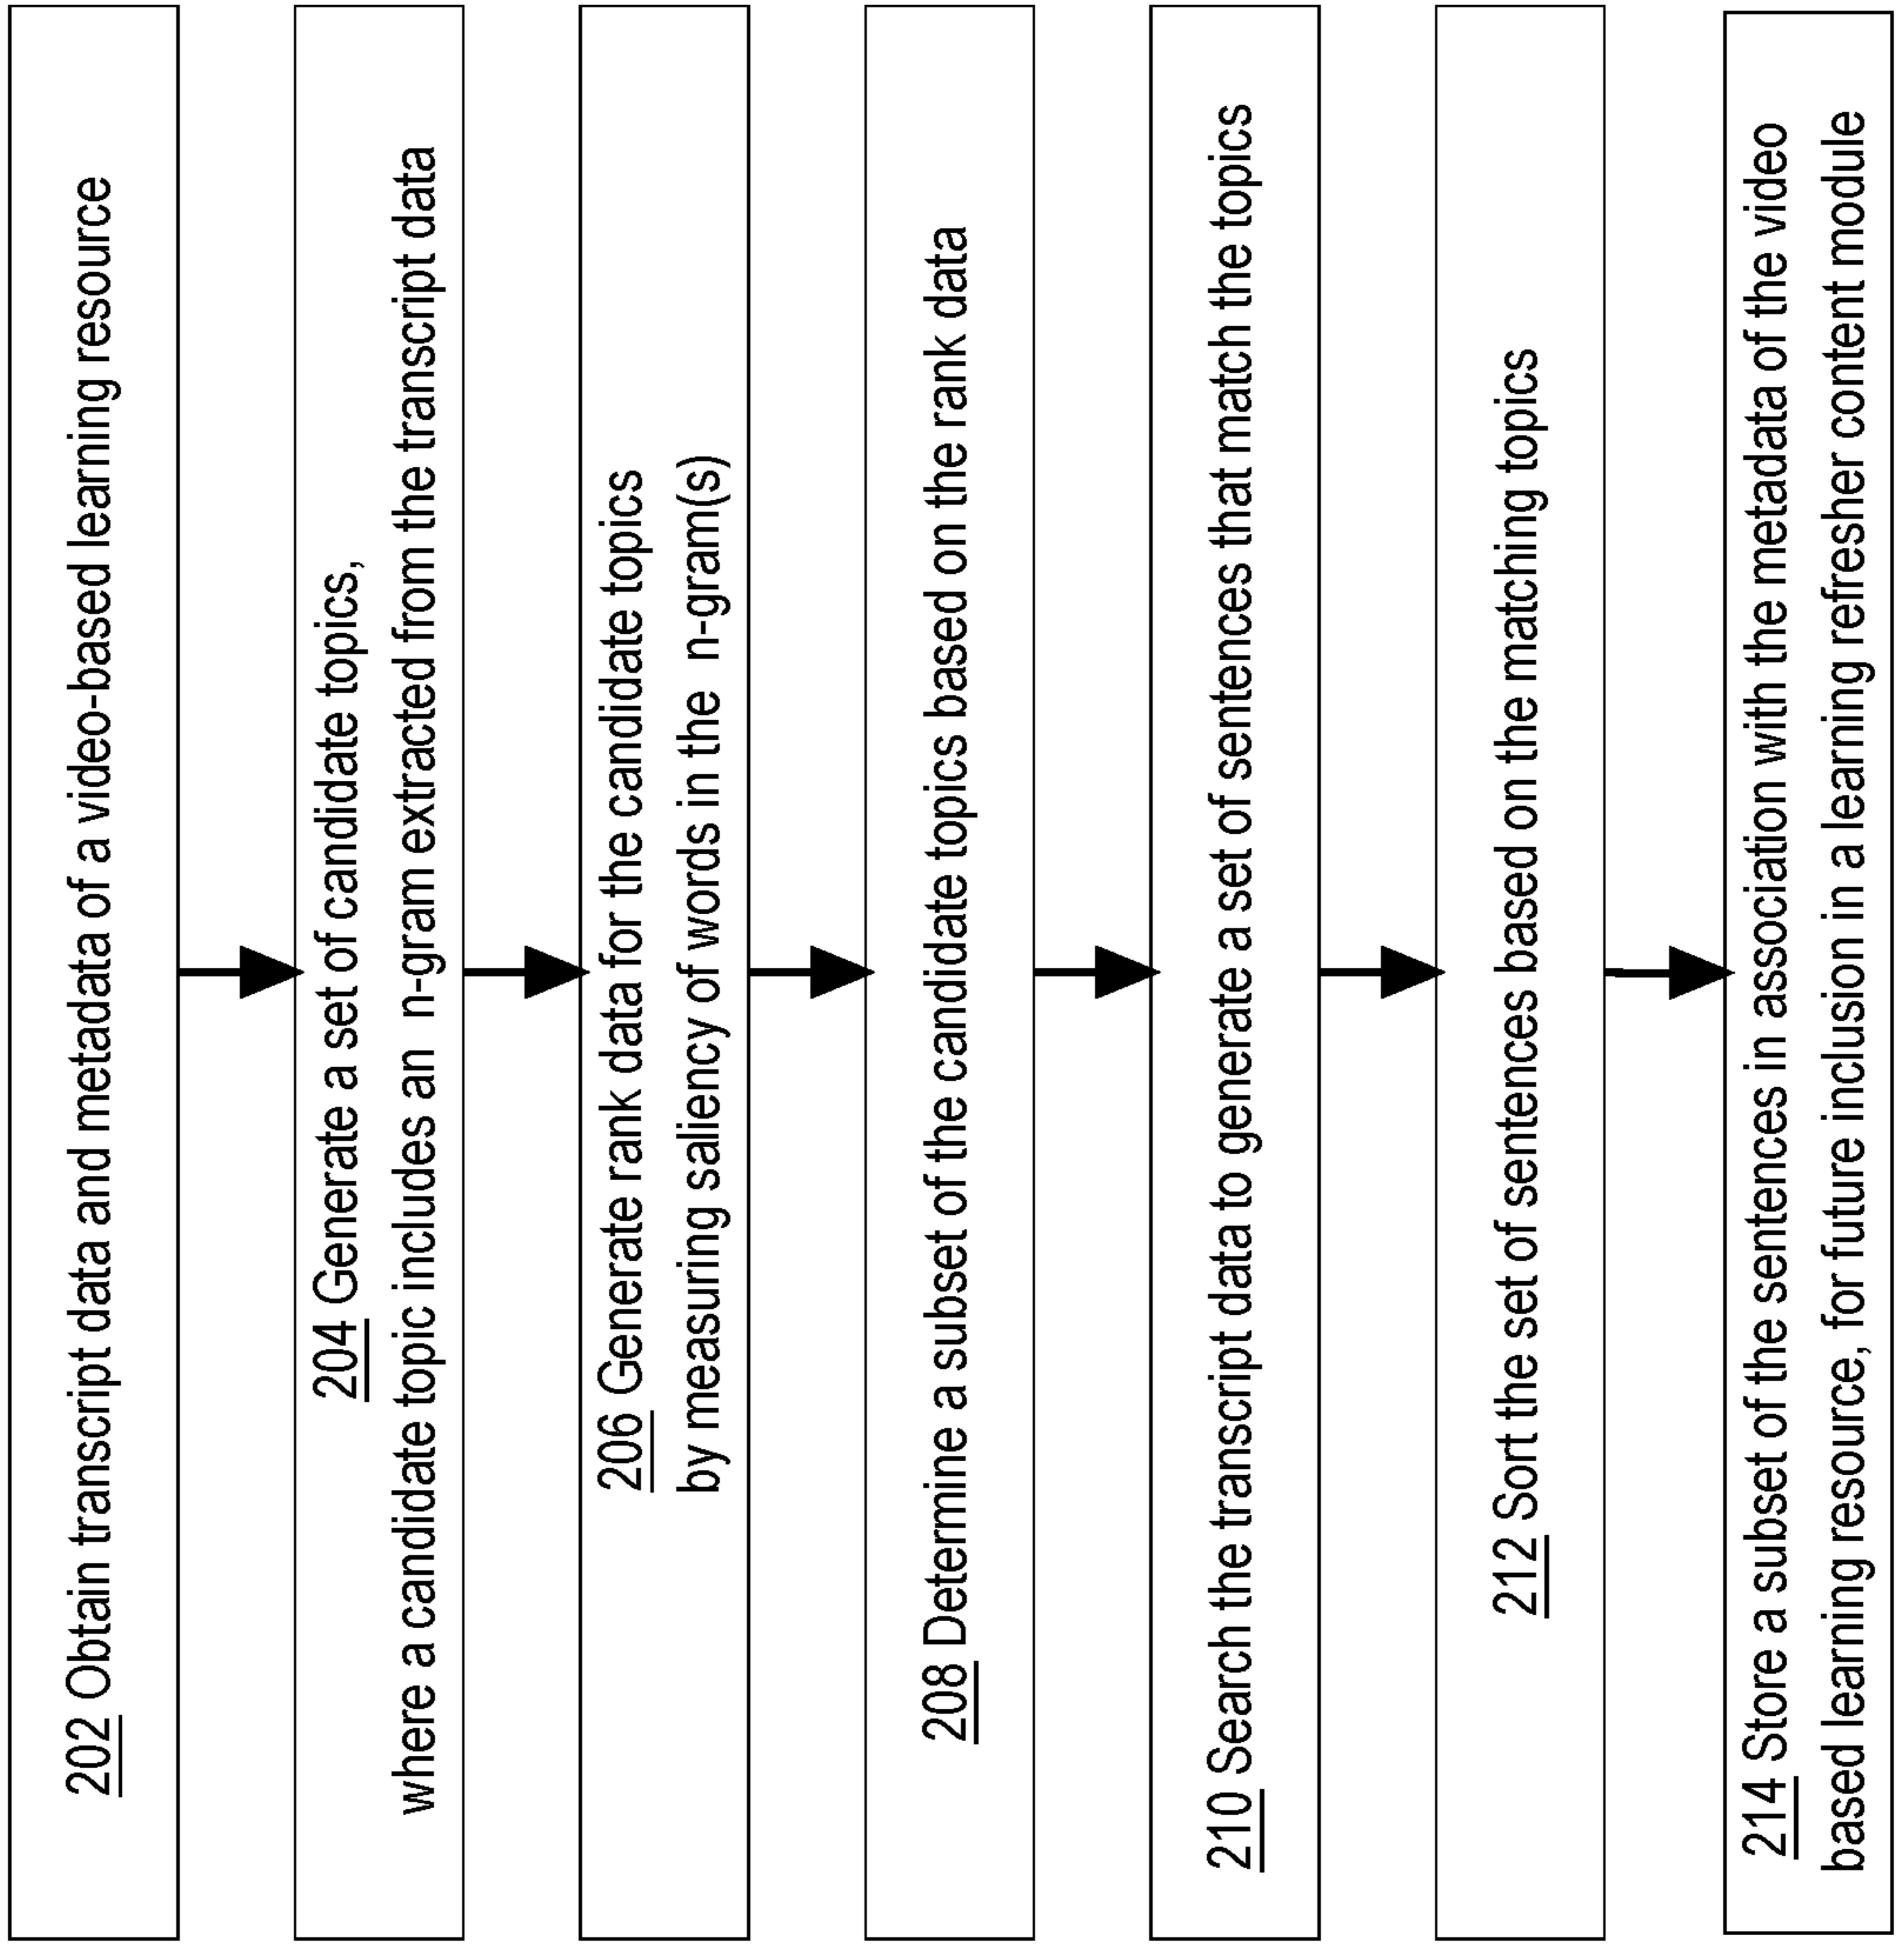 202 Obtain transcript data and metadata of a video-based learning resource
204 Generate a set of candidate topics,
where a candidate topic includes an n-gram extracted from the transcript data
206 Generate rank data for the candidate topics
by measuring saliency of words in the n-gram(s)
208 Determine a subset of the candidate topics based on the rank data
210 Search the transcript data to generate a set of sentences that match the topics
212 Sort the set of sentences based on the matching topics
214 Store a subset of the sentences in association with the metadata of the video
based learning resource, for future inclusion in a learning refresher content module